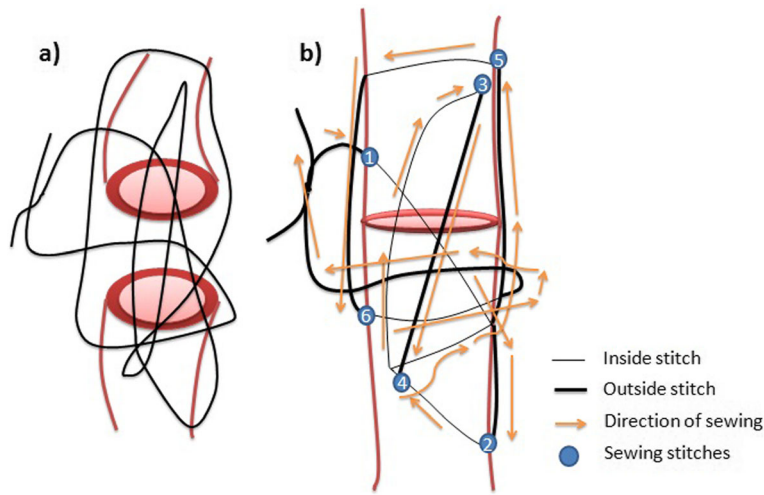 a)
b)
5
3
1
6
4
2
Inside stitch
Outside stitch
Direction of sewing
Sewing stitches